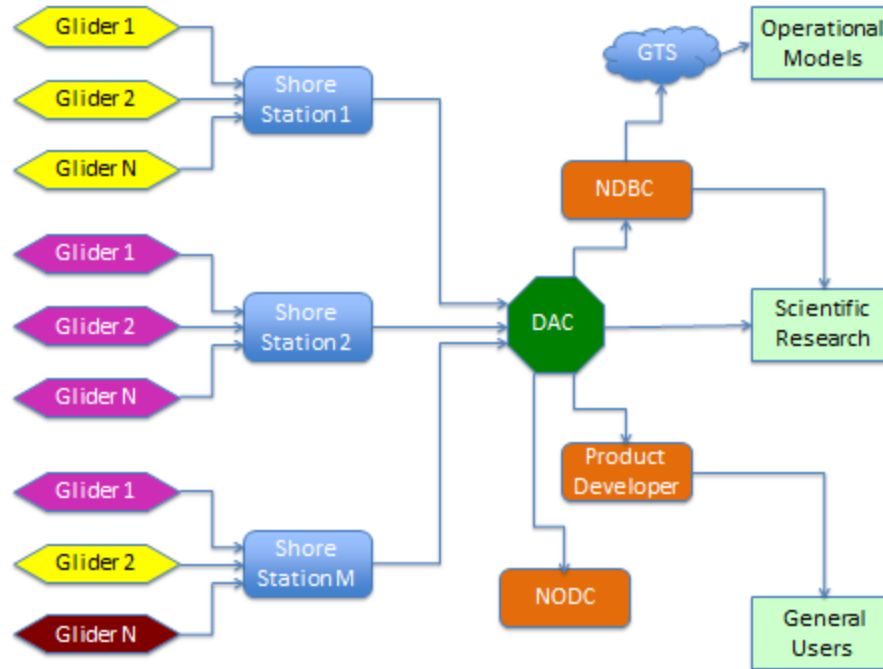 Glider 1
Glider 2
Glider N
Shore
Station 1
Glider 1
Glider 2
Glider N
Shore
Station 2
Glider 1
Glider 2
Glider N
Shore
Station M
DAC
GTS
NDBC
Product
Developer
NODC
Operational
Models
Scientific
Research
General
Users